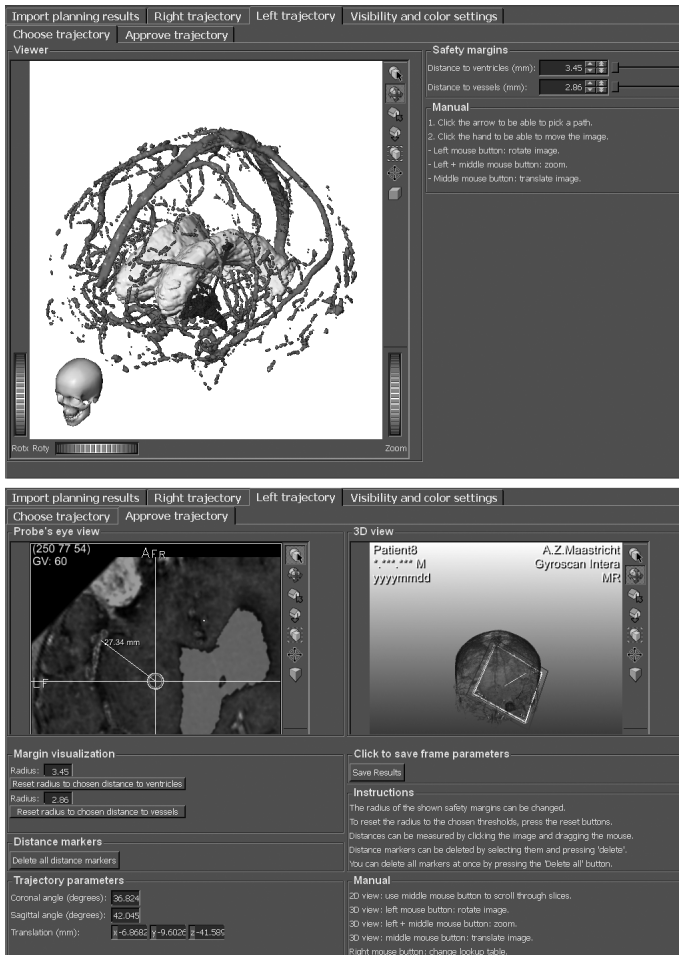 Import planning results Right trajectory Left trajectory Visibility and color settings
Choose trajectory Approve trajectory
Viewer
Rotx Roty Zoom
Safety margins
Distance to ventricles (mm): 3.45
Distance to vessels (mm): 2.86
Manual
1. Click the arrow to be able to pick a path.
2. Click the hand to be able to move the image.
- Left mouse button: rotate image.
- Left + middle mouse button: zoom.
- Middle mouse button: translate image.
Import planning results Right trajectory Left trajectory Visibility and color settings
Choose trajectory Approve trajectory
Probe's eye view
(250 77 54)
GV: 60
AFR
27.34 mm
LF
3D view
Patient8
*.***.*** M
yyyymmdd
A.Z.Maastricht
Gyroscan Intera
MR
Margin visualization
Radius: 3.45
Reset radius to chosen distance to ventricles
Radius: 2.86
Reset radius to chosen distance to vessels
Distance markers
Delete all distance markers
Trajectory parameters
Coronal angle (degrees): 36.824
Sagittal angle (degrees): 42.045
Translation (mm): x -6.8682 y -9.6026 z -41.589
Click to save frame parameters
Save Results
Instructions
The radius of the shown safety margins can be changed.
To reset the radius to the chosen thresholds, press the reset buttons.
Distances can be measured by clicking the image and dragging the mouse.
Distance markers can be deleted by selecting them and pressing 'delete'.
You can delete all markers at once by pressing the 'Delete all' button.
Manual
2D view: use middle mouse button to scroll through slices.
3D view: left mouse button: rotate image.
3D view: left + middle mouse button: zoom.
3D view: middle mouse button: translate image.
Right mouse button: change lookup table.